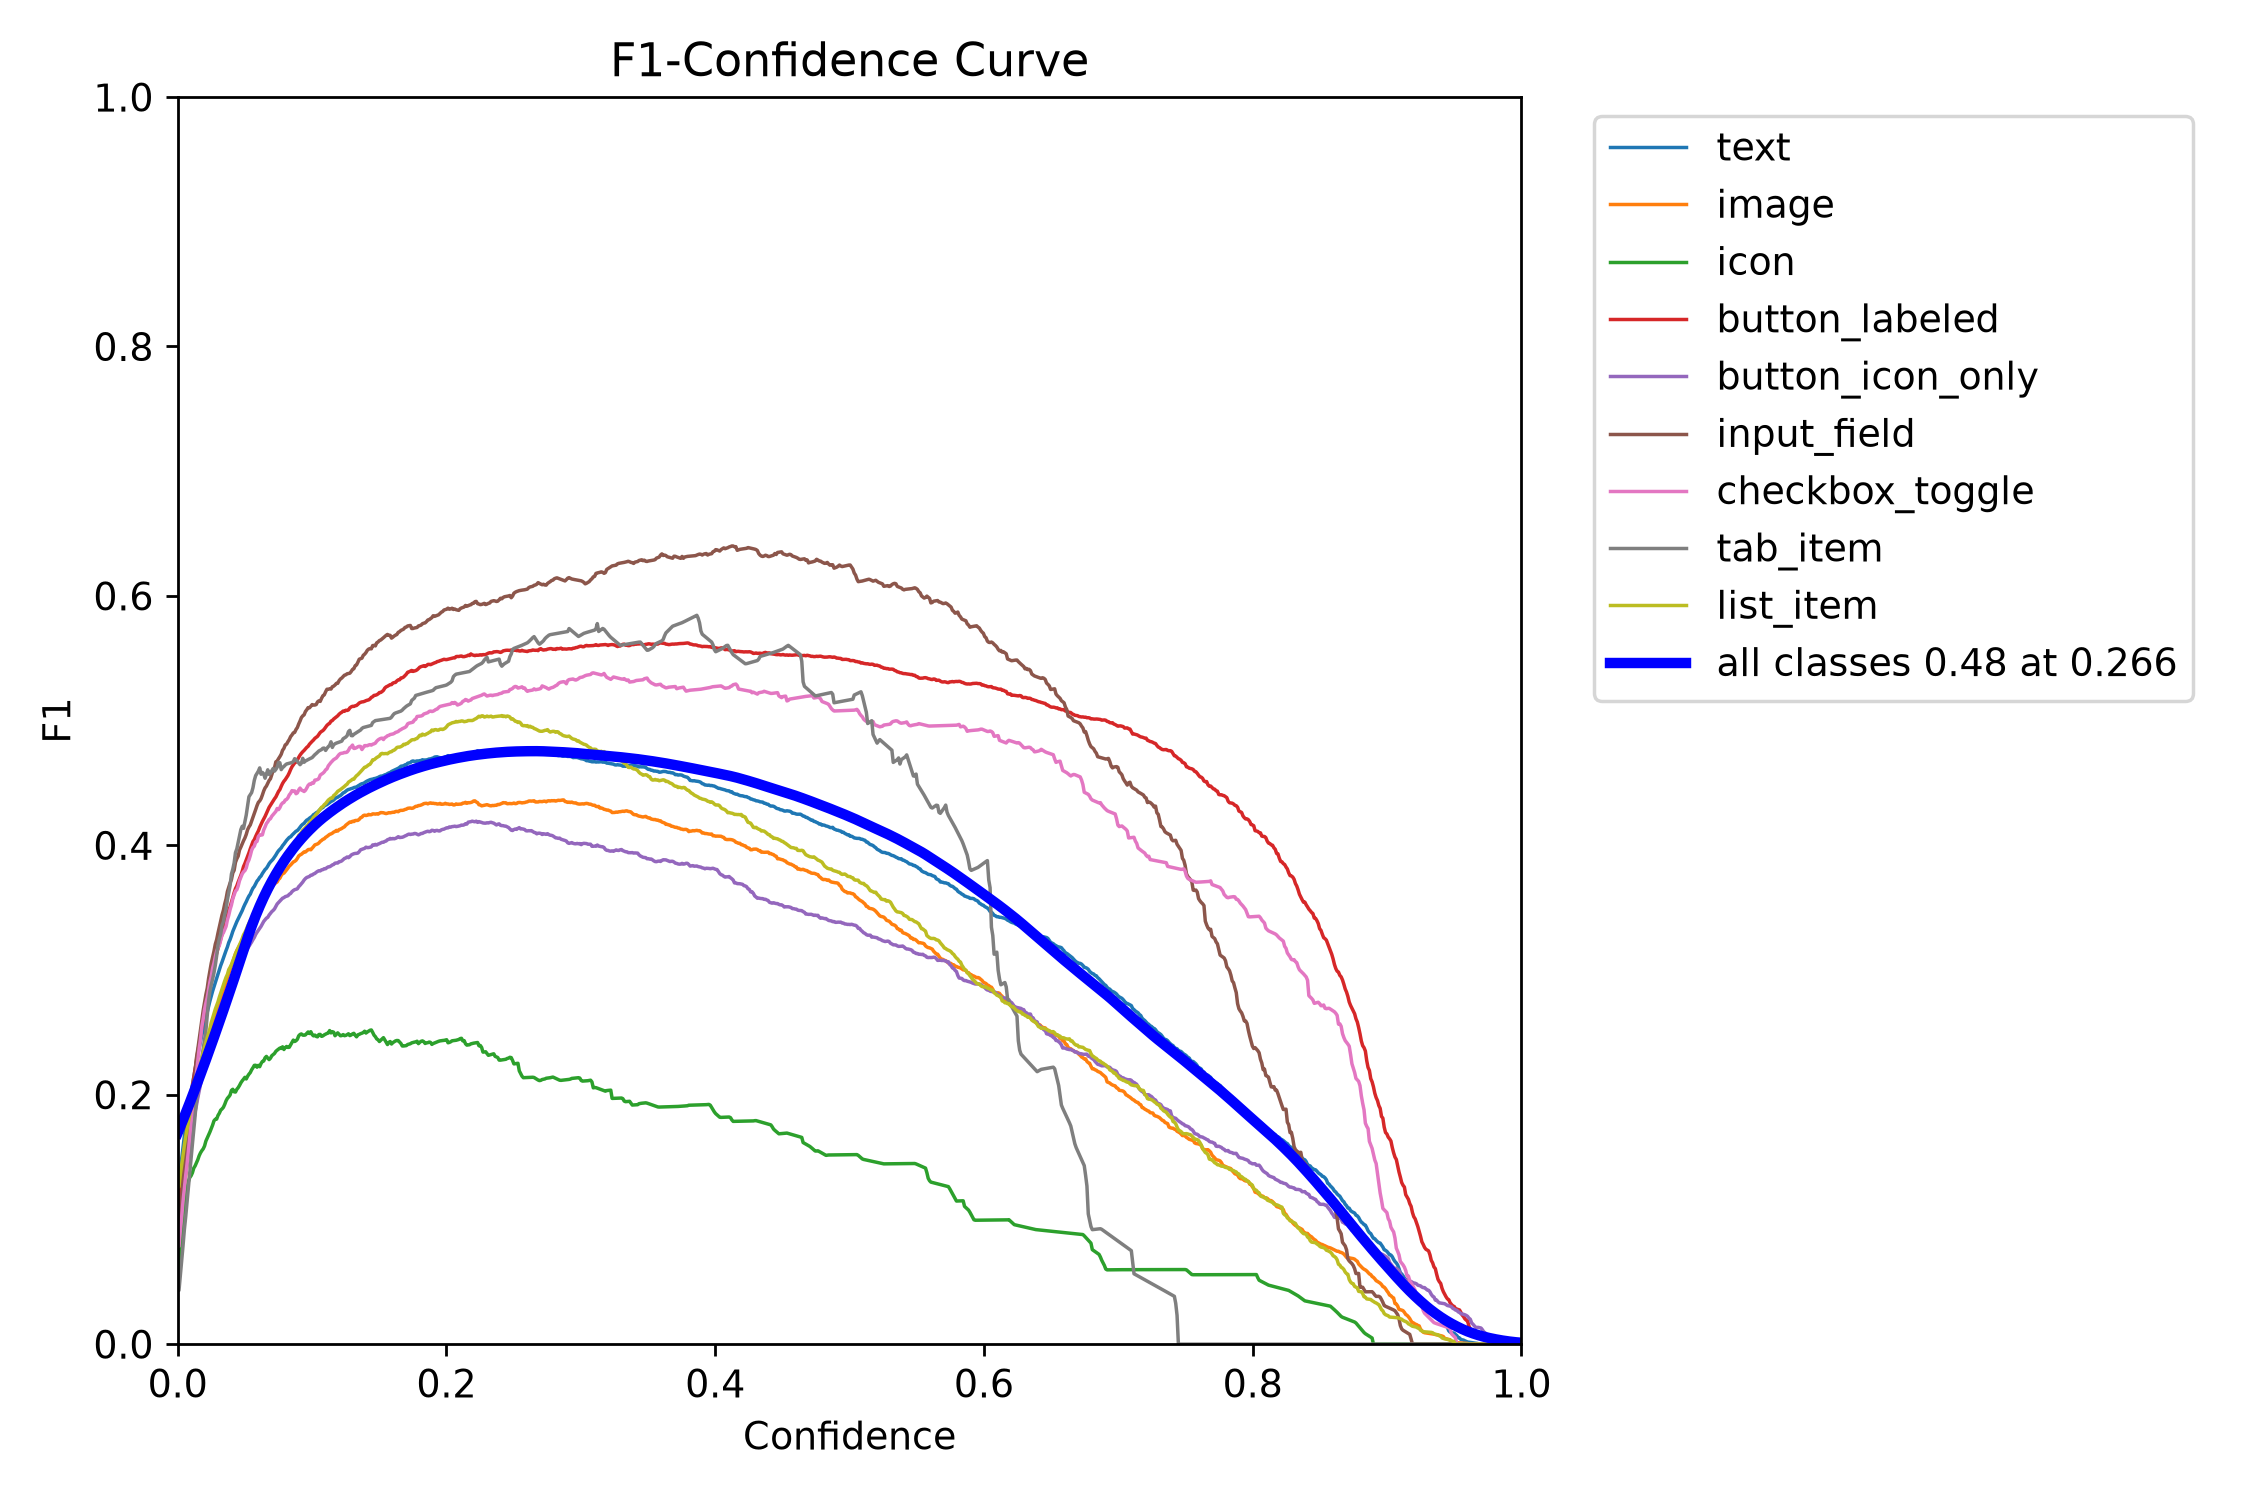 F1-Confidence Curve
1.0
0.8
0.6
0.4
0.2
0.0
F1
0.0 0.2 0.4 0.6 0.8 1.0
Confidence
text
image
icon
button_labeled
button_icon_only
input_field
checkbox_toggle
tab_item
list_item
all classes 0.48 at 0.266